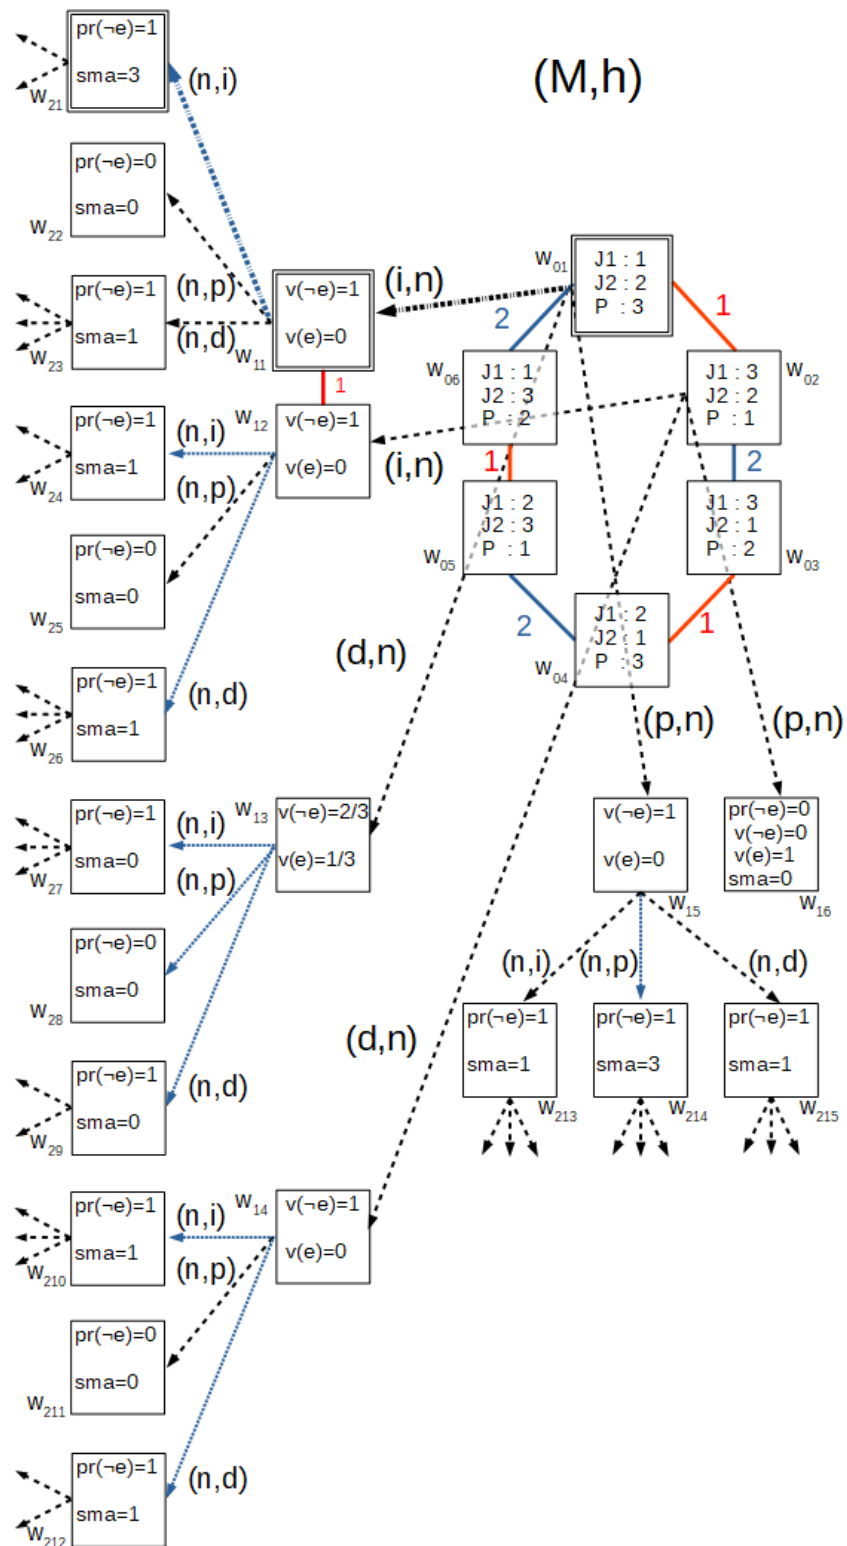 (M,h)
pr(¬e)=1
sma=3
w21
(n,i)
pr(¬e)=0
sma=0
w22
pr(¬e)=1
sma=1
w23
(n,p)
(n,d)
w11
v(¬e)=1
v(e)=0
(i,n)
w01
J1 : 1
J2 : 2
P : 3
2
1
w06
J1 : 1
J2 : 3
P : 2
J1 : 3
J2 : 2
P : 1
w02
1
w12
v(¬e)=1
v(e)=0
(i,n)
pr(¬e)=1
sma=1
w24
(n,i)
(n,p)
1
2
w05
J1 : 2
J2 : 3
P : 1
J1 : 3
J2 : 1
P : 2
w03
pr(¬e)=0
sma=0
w25
2
1
J1 : 2
J2 : 1
P : 3
w04
pr(¬e)=1
sma=1
w26
(n,d)
(d,n)
(p,n)
(p,n)
pr(¬e)=1
sma=0
w27
(n,i)
(n,p)
w13
v(¬e)=2/3
v(e)=1/3
v(¬e)=1
v(e)=0
w15
pr(¬e)=0
v(¬e)=0
v(e)=1
sma=0
w16
pr(¬e)=0
sma=0
w28
(n,i)
(n,p)
(n,d)
pr(¬e)=1
sma=0
w29
(n,d)
(d,n)
pr(¬e)=1
sma=1
w213
pr(¬e)=1
sma=3
w214
pr(¬e)=1
sma=1
w215
pr(¬e)=1
sma=1
w210
(n,i)
(n,p)
w14
v(¬e)=1
v(e)=0
pr(¬e)=0
sma=0
w211
pr(¬e)=1
sma=1
w212
(n,d)